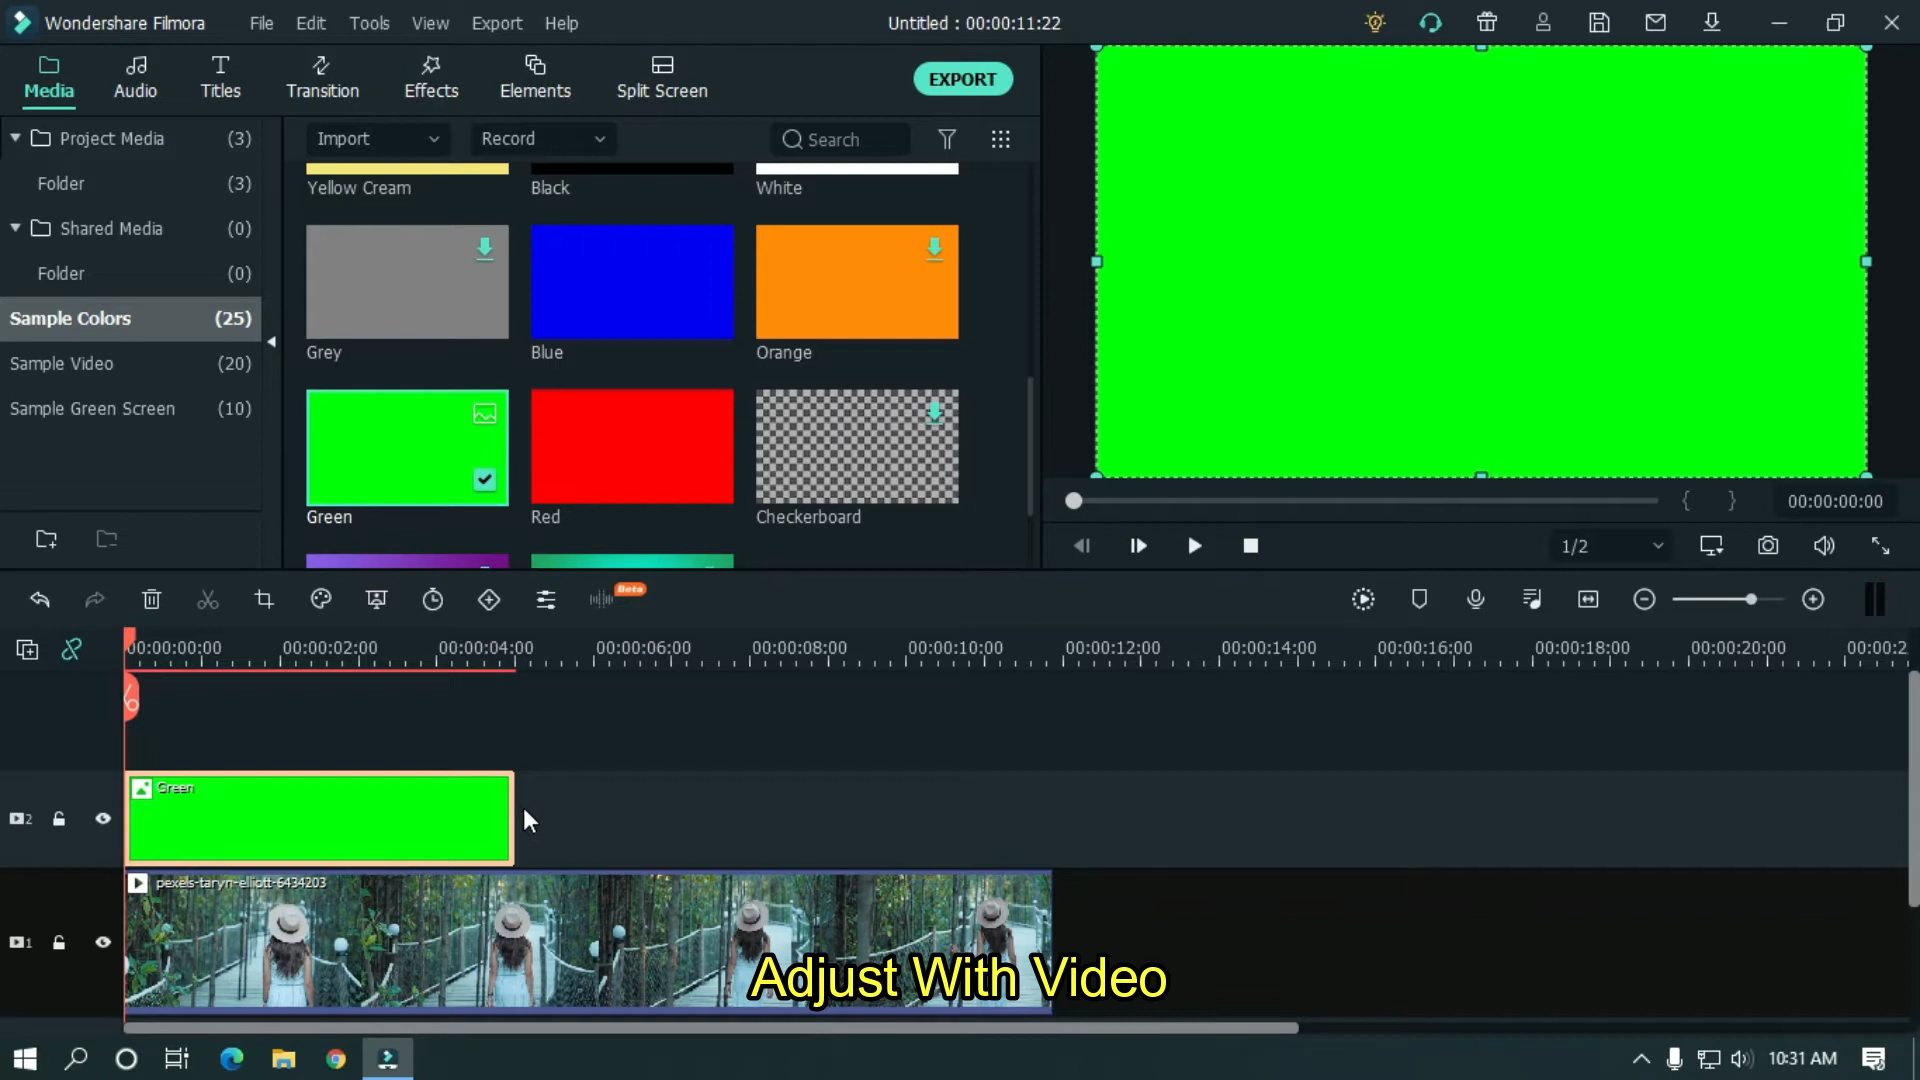 Wondershare Filmora
File Edit Tools View Export Help
Untitled : 00:00:11:22
Media Audio Titles Transition Effects Elements Split Screen
EXPORT
Project Media (3)
Folder (3)
Shared Media (0)
Folder (0)
Sample Colors (25)
Sample Video (20)
Sample Green Screen (10)
Import Record Search
Yellow Cream Black White
Grey Blue Orange
Green Red Checkerboard
00:00:00:00
1/2
Beta
00:00:00:00 00:00:02:00 00:00:04:00 00:00:06:00 00:00:08:00 00:00:10:00 00:00:12:00 00:00:14:00 00:00:16:00 00:00:18:00 00:00:20:00 00:00:2
Green
2
pexels-taryn-elliott-6434203
1
Adjust With Video
10:31 AM